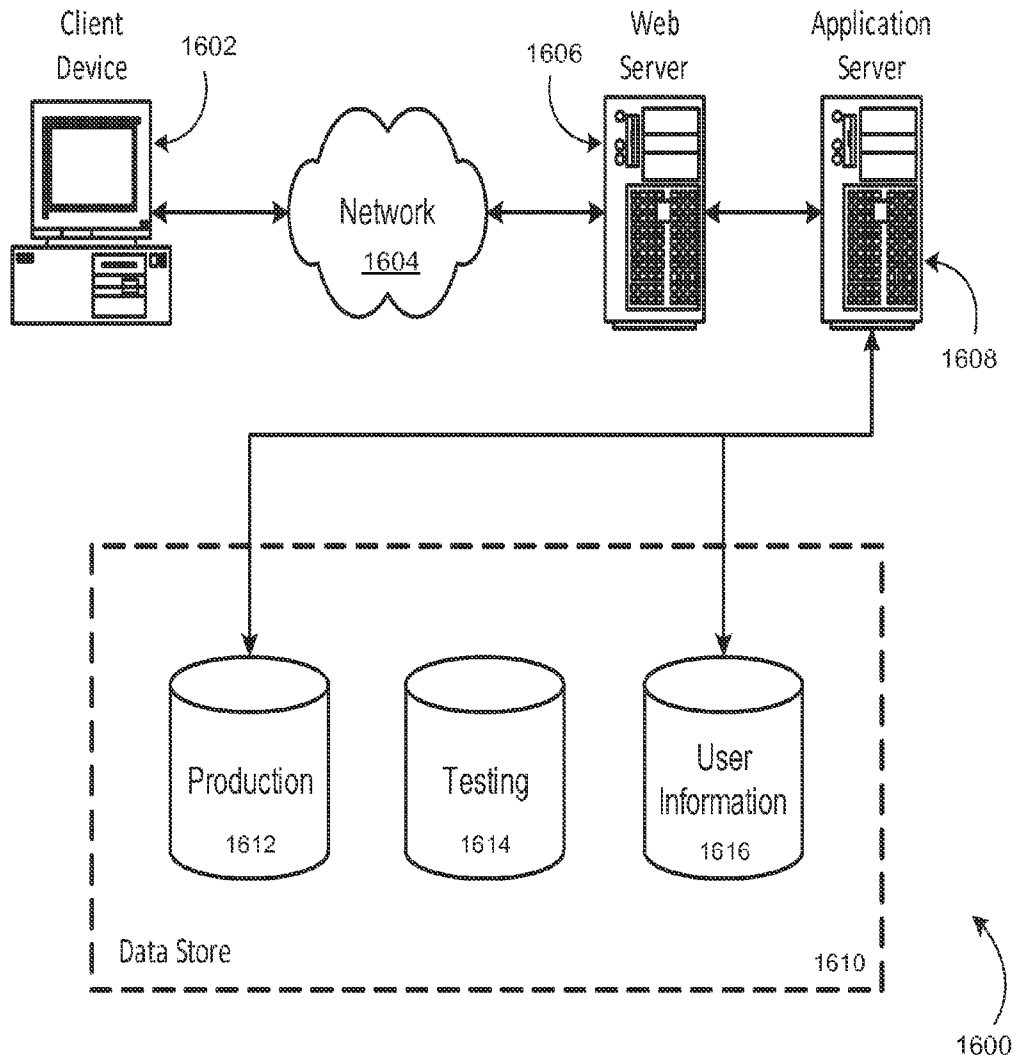 Client
Device
1602
Network
1604
Web
Server
1606
Application
Server
1608
Production
1612
Testing
1614
User
Information
1616
Data Store
1610
1600